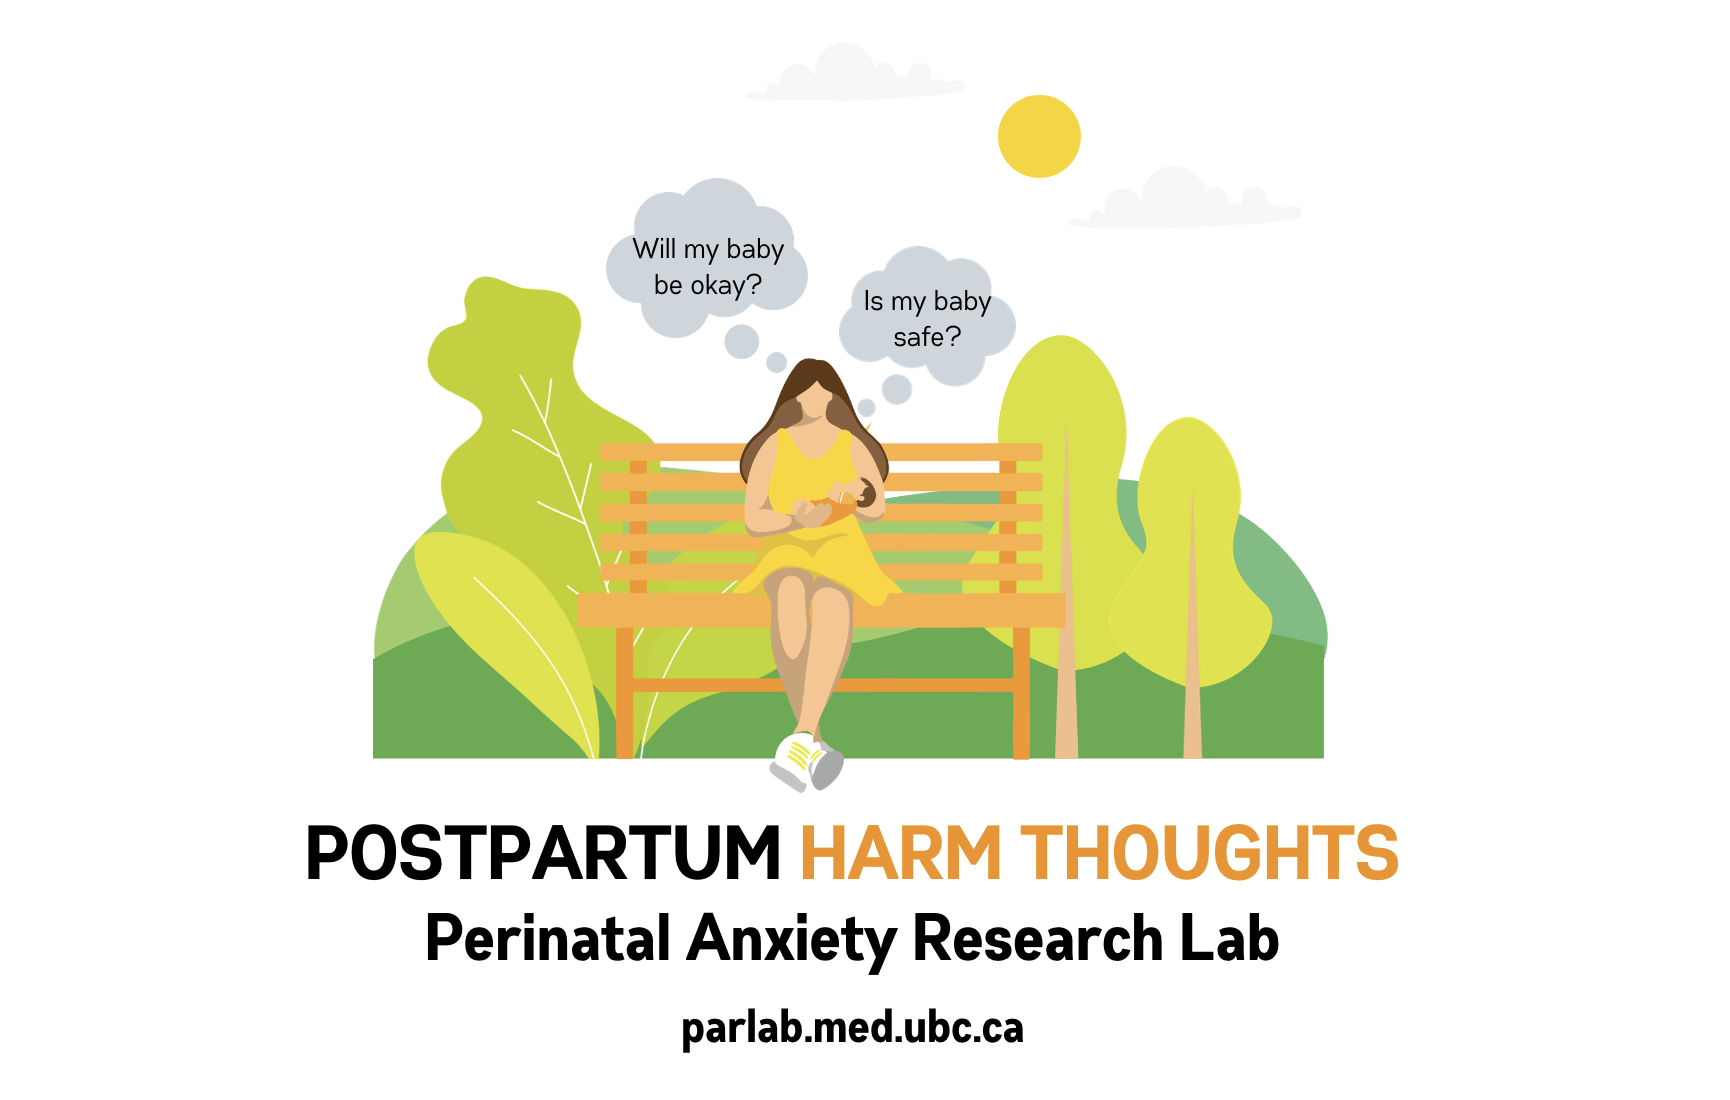 Will my baby
be okay?
Is my baby
safe?
POSTPARTUM HARM THOUGHTS
Perinatal Anxiety Research Lab
parlab.med.ubc.ca